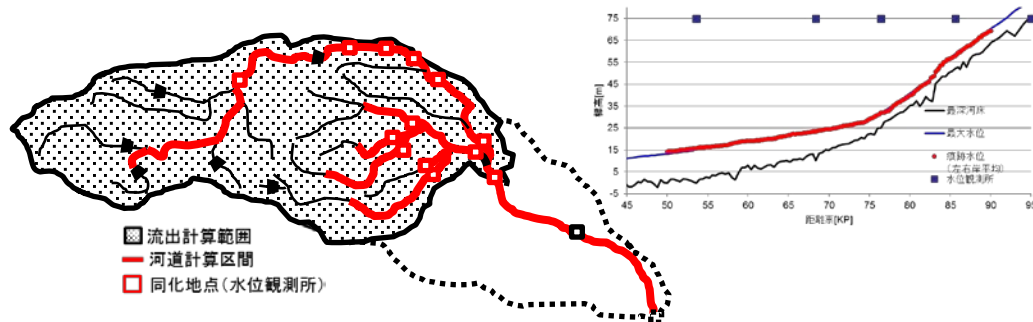 流出計算範囲
河道計算区間
同化地点(水位観測所)
75
65
55
45
35
25
15
5
-5
標高[m]
最深河床
最大水位
痕跡水位
(左右岸平均)
水位観測所
45 50 55 60 65 70 75 80 85 90 95
距離標[KP]